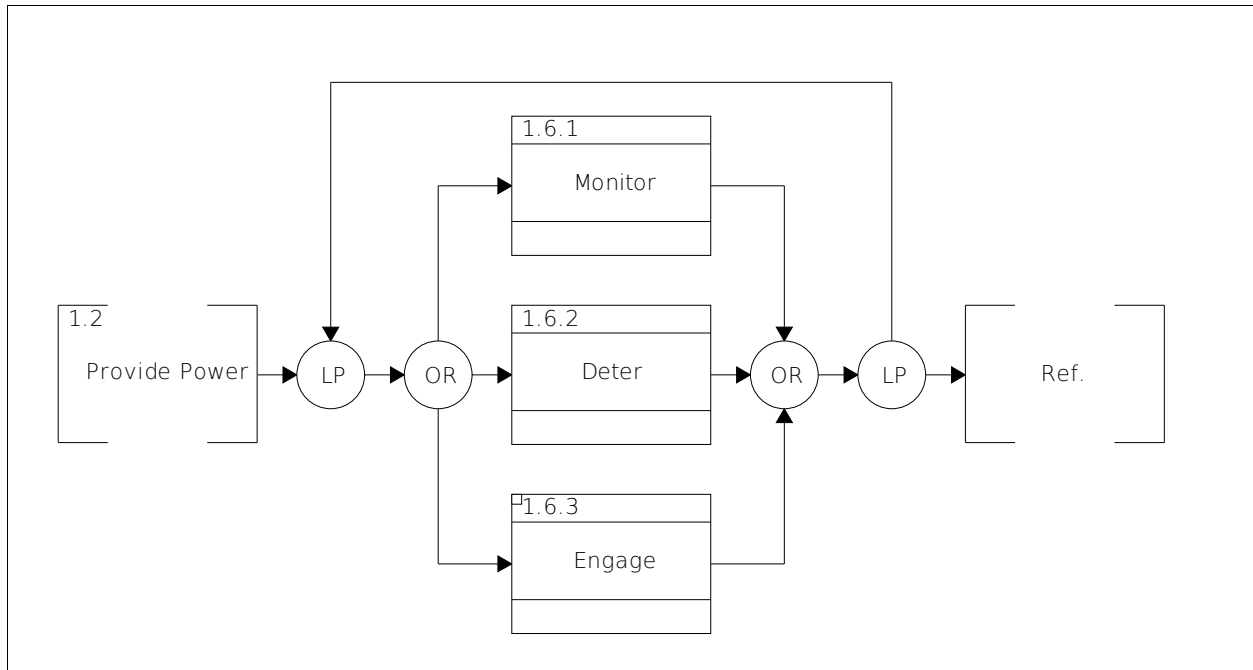 1.6.1
Monitor
1.2
Provide Power
LP
OR
1.6.2
Deter
OR
LP
Ref.
1.6.3
Engage